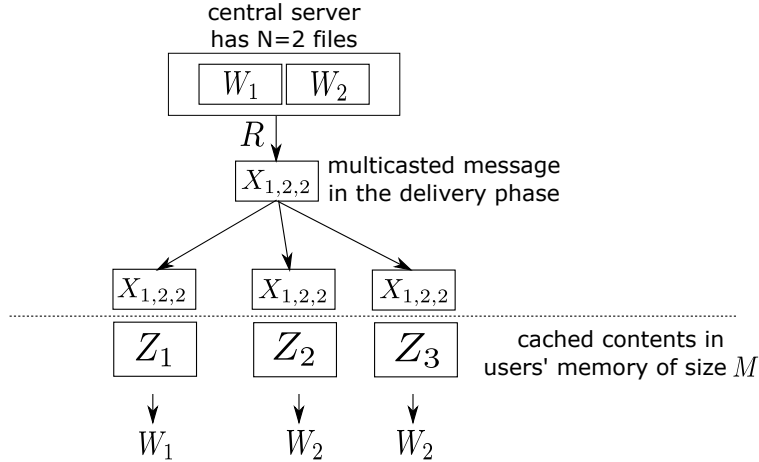 central server
has N=2 files
W₁ W₂
R
X₁,₂,₂ multicasted message
in the delivery phase
X₁,₂,₂ X₁,₂,₂ X₁,₂,₂
Z₁ Z₂ Z₃ cached contents in
users' memory of size M
W₁ W₂ W₂